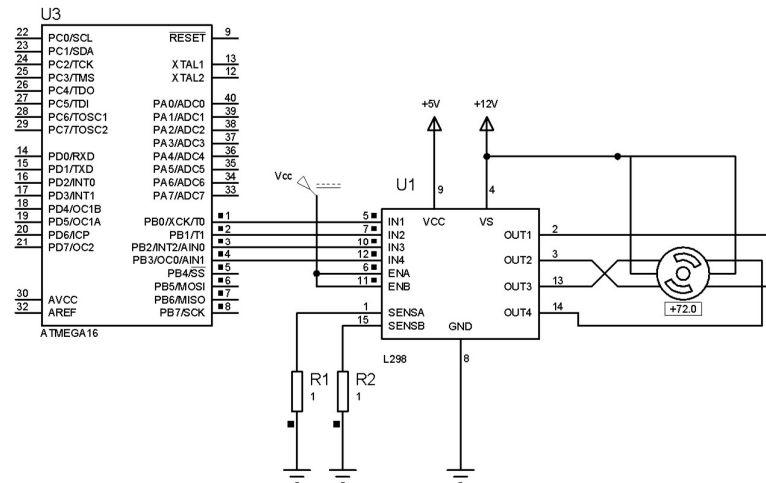 U3
22 PC0/SCL
23 PC1/SDA
24 PC2/TCK
25 PC3/TMS
26 PC4/TDO
27 PC5/TDI
28 PC6/TOSC1
29 PC7/TOSC2
14 PD0/RXD
15 PD1/TXD
16 PD2/INT0
17 PD3/INT1
18 PD4/OC1B
19 PD5/OC1A
20 PD6/ICP
21 PD7/OC2
30 AVCC
32 AREF
RESET 9
XTAL1 13
XTAL2 12
PA0/ADC0 40
PA1/ADC1 39
PA2/ADC2 38
PA3/ADC3 37
PA4/ADC4 36
PA5/ADC5 35
PA6/ADC6 34
PA7/ADC7 33
PB0/XCK/T0 1
PB1/T1 2
PB2/INT2/AIN0 3
PB3/OC0/AIN1 4
PB4/SS 5
PB5/MOSI 6
PB6/MISO 7
PB7/SCK 8
ATMEGA16
Vcc
+5V
+12V
U1
9
4
VCC
VS
5 IN1
7 IN2
10 IN3
12 IN4
6 ENA
11 ENB
1 SENSA
15 SENSB
GND
8
OUT1 2
OUT2 3
OUT3 13
OUT4 14
L298
+72.0
R1
1
R2
1